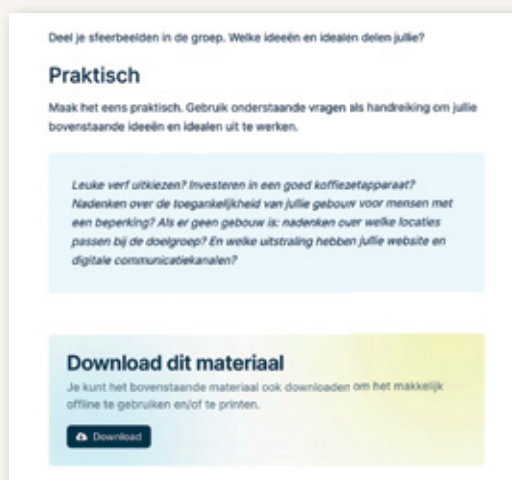 Deel je sfeerbeelden in de groep. Welke ideeën en idealen delen jullie?
Praktisch
Maak het eens praktisch. Gebruik onderstaande vragen als handreiking om jullie
bovenstaande ideeën en idealen uit te werken.
Leuke verf uitkiezen? Investeren in een goed koffiezetapparaat?
Nadenken over de toegankelijkheid van jullie gebouw voor mensen met
een beperking? Als er geen gebouw is: nadenken over welke locaties
passen bij de doelgroep? En welke uitstraling hebben jullie website en
digitale communicatiekanalen?
Download dit materiaal
Je kunt het bovenstaande materiaal ook downloaden om het makkelijk
offline te gebruiken en/of te printen.
Download